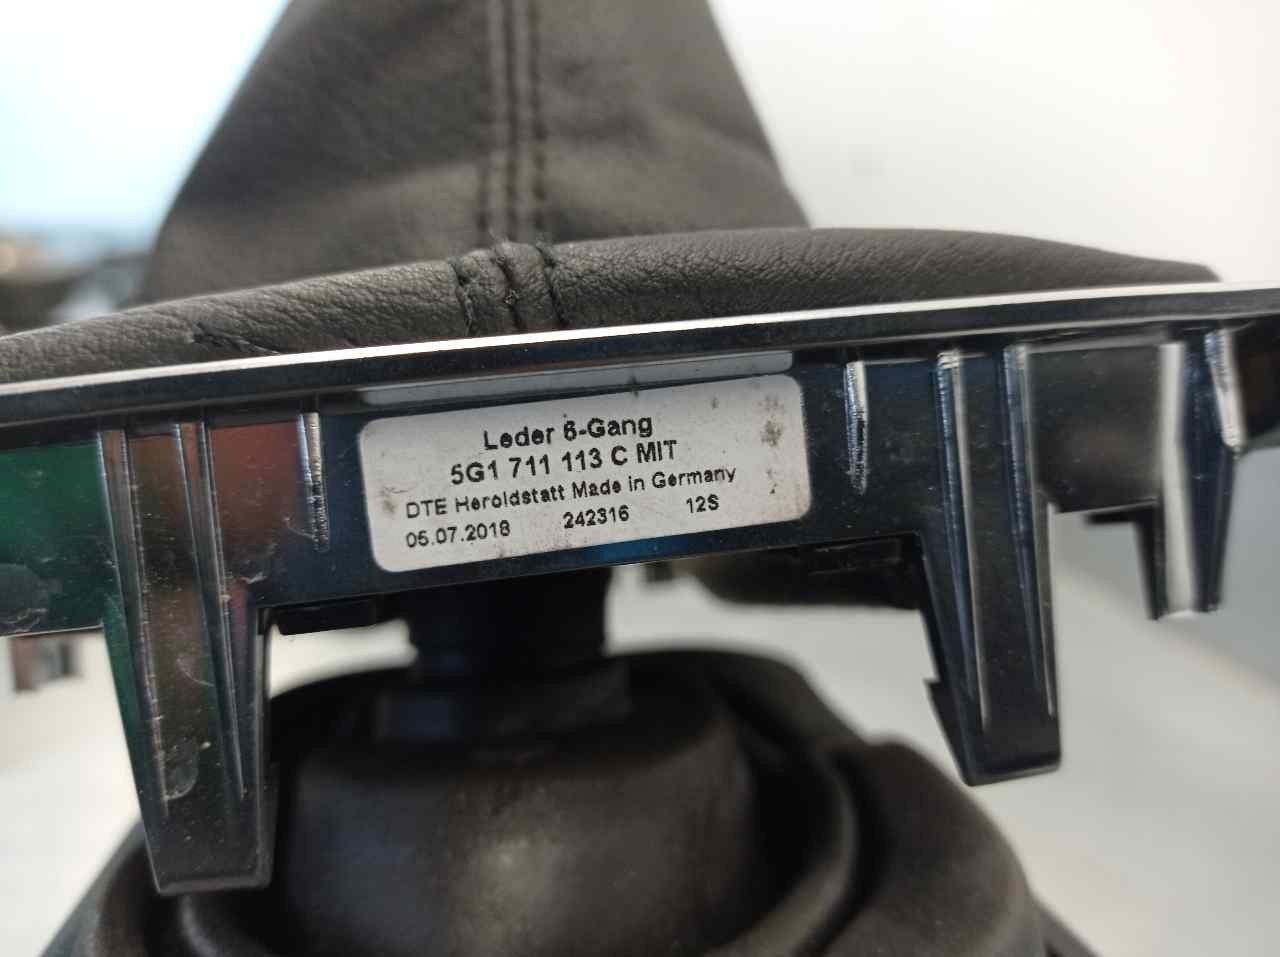 Leder 6-Gang
5G1 711 113 C MIT
DTE Heroldstatt Made in Germany
05.07.2018 242316 12S